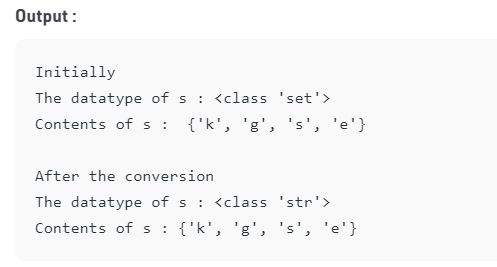 Output :
Initially
The datatype of s : <class 'set'>
Contents of s :  {'k', 'g', 's', 'e'}
After the conversion
The datatype of s : <class 'str'>
Contents of s : {'k', 'g', 's', 'e'}